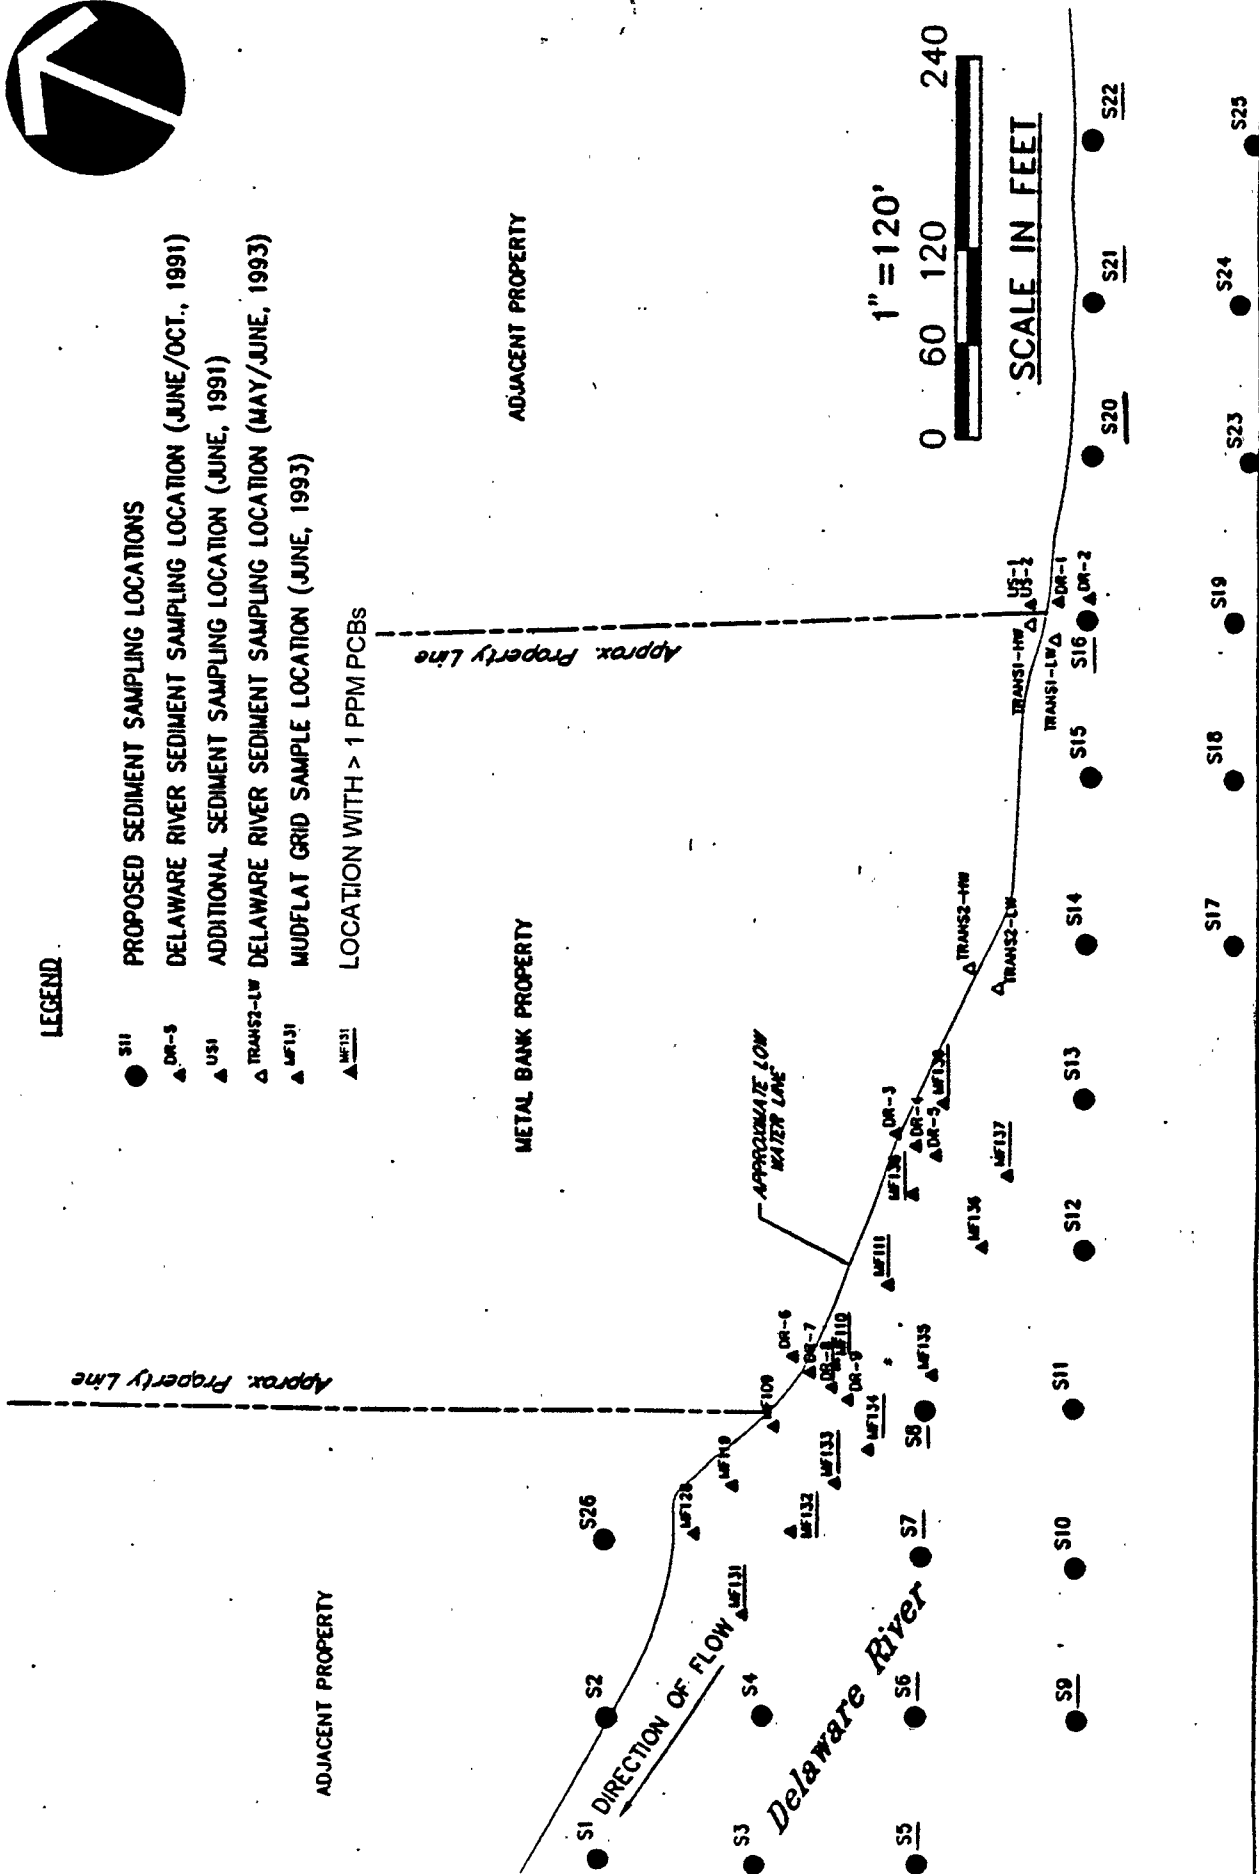 LEGEND
S11 PROPOSED SEDIMENT SAMPLING LOCATIONS
DR-5 DELAWARE RIVER SEDIMENT SAMPLING LOCATION (JUNE/OCT., 1991)
US1 ADDITIONAL SEDIMENT SAMPLING LOCATION (JUNE, 1991)
TRANS2-LW DELAWARE RIVER SEDIMENT SAMPLING LOCATION (MAY/JUNE, 1993)
MF131 MUDFLAT GRID SAMPLE LOCATION (JUNE, 1993)
MF131 LOCATION WITH > 1 PPM PCBs
ADJACENT PROPERTY
Approx. Property Line
METAL BANK PROPERTY
Approx. Property Line
ADJACENT PROPERTY
APPROXIMATE LOW
WATER LINE
1"=120'
0 60 120 240
SCALE IN FEET
S1
S2
S26
MF128
MF119
MF109
DR-6
DR-7
DR-8
MF110
DR-9
MF111
DR-3
DR-4
DR-5
MF139
TRANS2-HW
TRANS2-LW
TRANS1-HW
TRANS1-LW
US-1
US-2
DR-1
DR-2
DIRECTION OF FLOW
MF131
MF132
MF133
MF134
MF135
MF136
MF137
S3
S4
Delaware River
S5
S6
S7
S8
S9
S10
S11
S12
S13
S14
S15
S16
S20
S21
S22
S17
S18
S19
S23
S24
S25